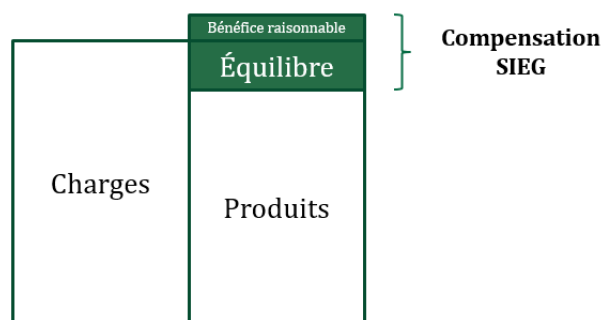 Bénéfice raisonnable
Équilibre
Compensation
SIEG
Charges
Produits